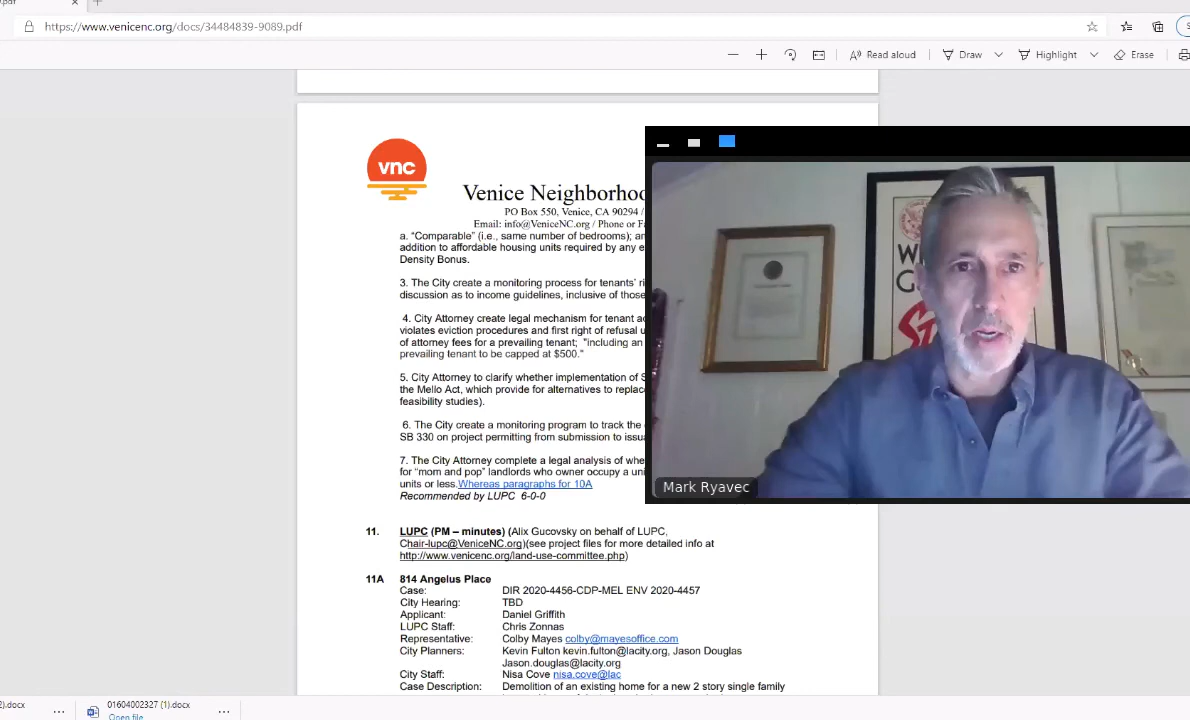 .pdf
https://www.venicenc.org/docs/34484839-9089.pdf
Read aloud
Draw
Highlight
Erase
vnc
Venice Neighborhoo
PO Box 550, Venice, CA 90294 /
Email: info@VeniceNC.org / Phone or Fa
a. “Comparable” (i.e., same number of bedrooms); an
addition to affordable housing units required by any e
Density Bonus.
3. The City create a monitoring process for tenants’ ri
discussion as to income guidelines, inclusive of those
4. City Attorney create legal mechanism for tenant ac
violates eviction procedures and first right of refusal u
of attorney fees for a prevailing tenant; "including an
prevailing tenant to be capped at $500."
5. City Attorney to clarify whether implementation of S
the Mello Act, which provide for alternatives to replace
feasibility studies).
6. The City create a monitoring program to track the
SB 330 on project permitting from submission to issua
7. The City Attorney complete a legal analysis of whe
for “mom and pop” landlords who owner occupy a uni
units or less.Whereas paragraphs for 10A
Recommended by LUPC 6-0-0
Mark Ryavec
11. LUPC (PM – minutes) (Alix Gucovsky on behalf of LUPC,
Chair-lupc@VeniceNC.org)(see project files for more detailed info at
http://www.venicenc.org/land-use-committee.php)
11A 814 Angelus Place
Case: DIR 2020-4456-CDP-MEL ENV 2020-4457
City Hearing: TBD
Applicant: Daniel Griffith
LUPC Staff: Chris Zonnas
Representative: Colby Mayes colby@mayesoffice.com
City Planners: Kevin Fulton kevin.fulton@lacity.org, Jason Douglas
Jason.douglas@lacity.org
City Staff: Nisa Cove nisa.cove@lac
Case Description: Demolition of an existing home for a new 2 story single family
2).docx
01604002327 (1).docx
Open file